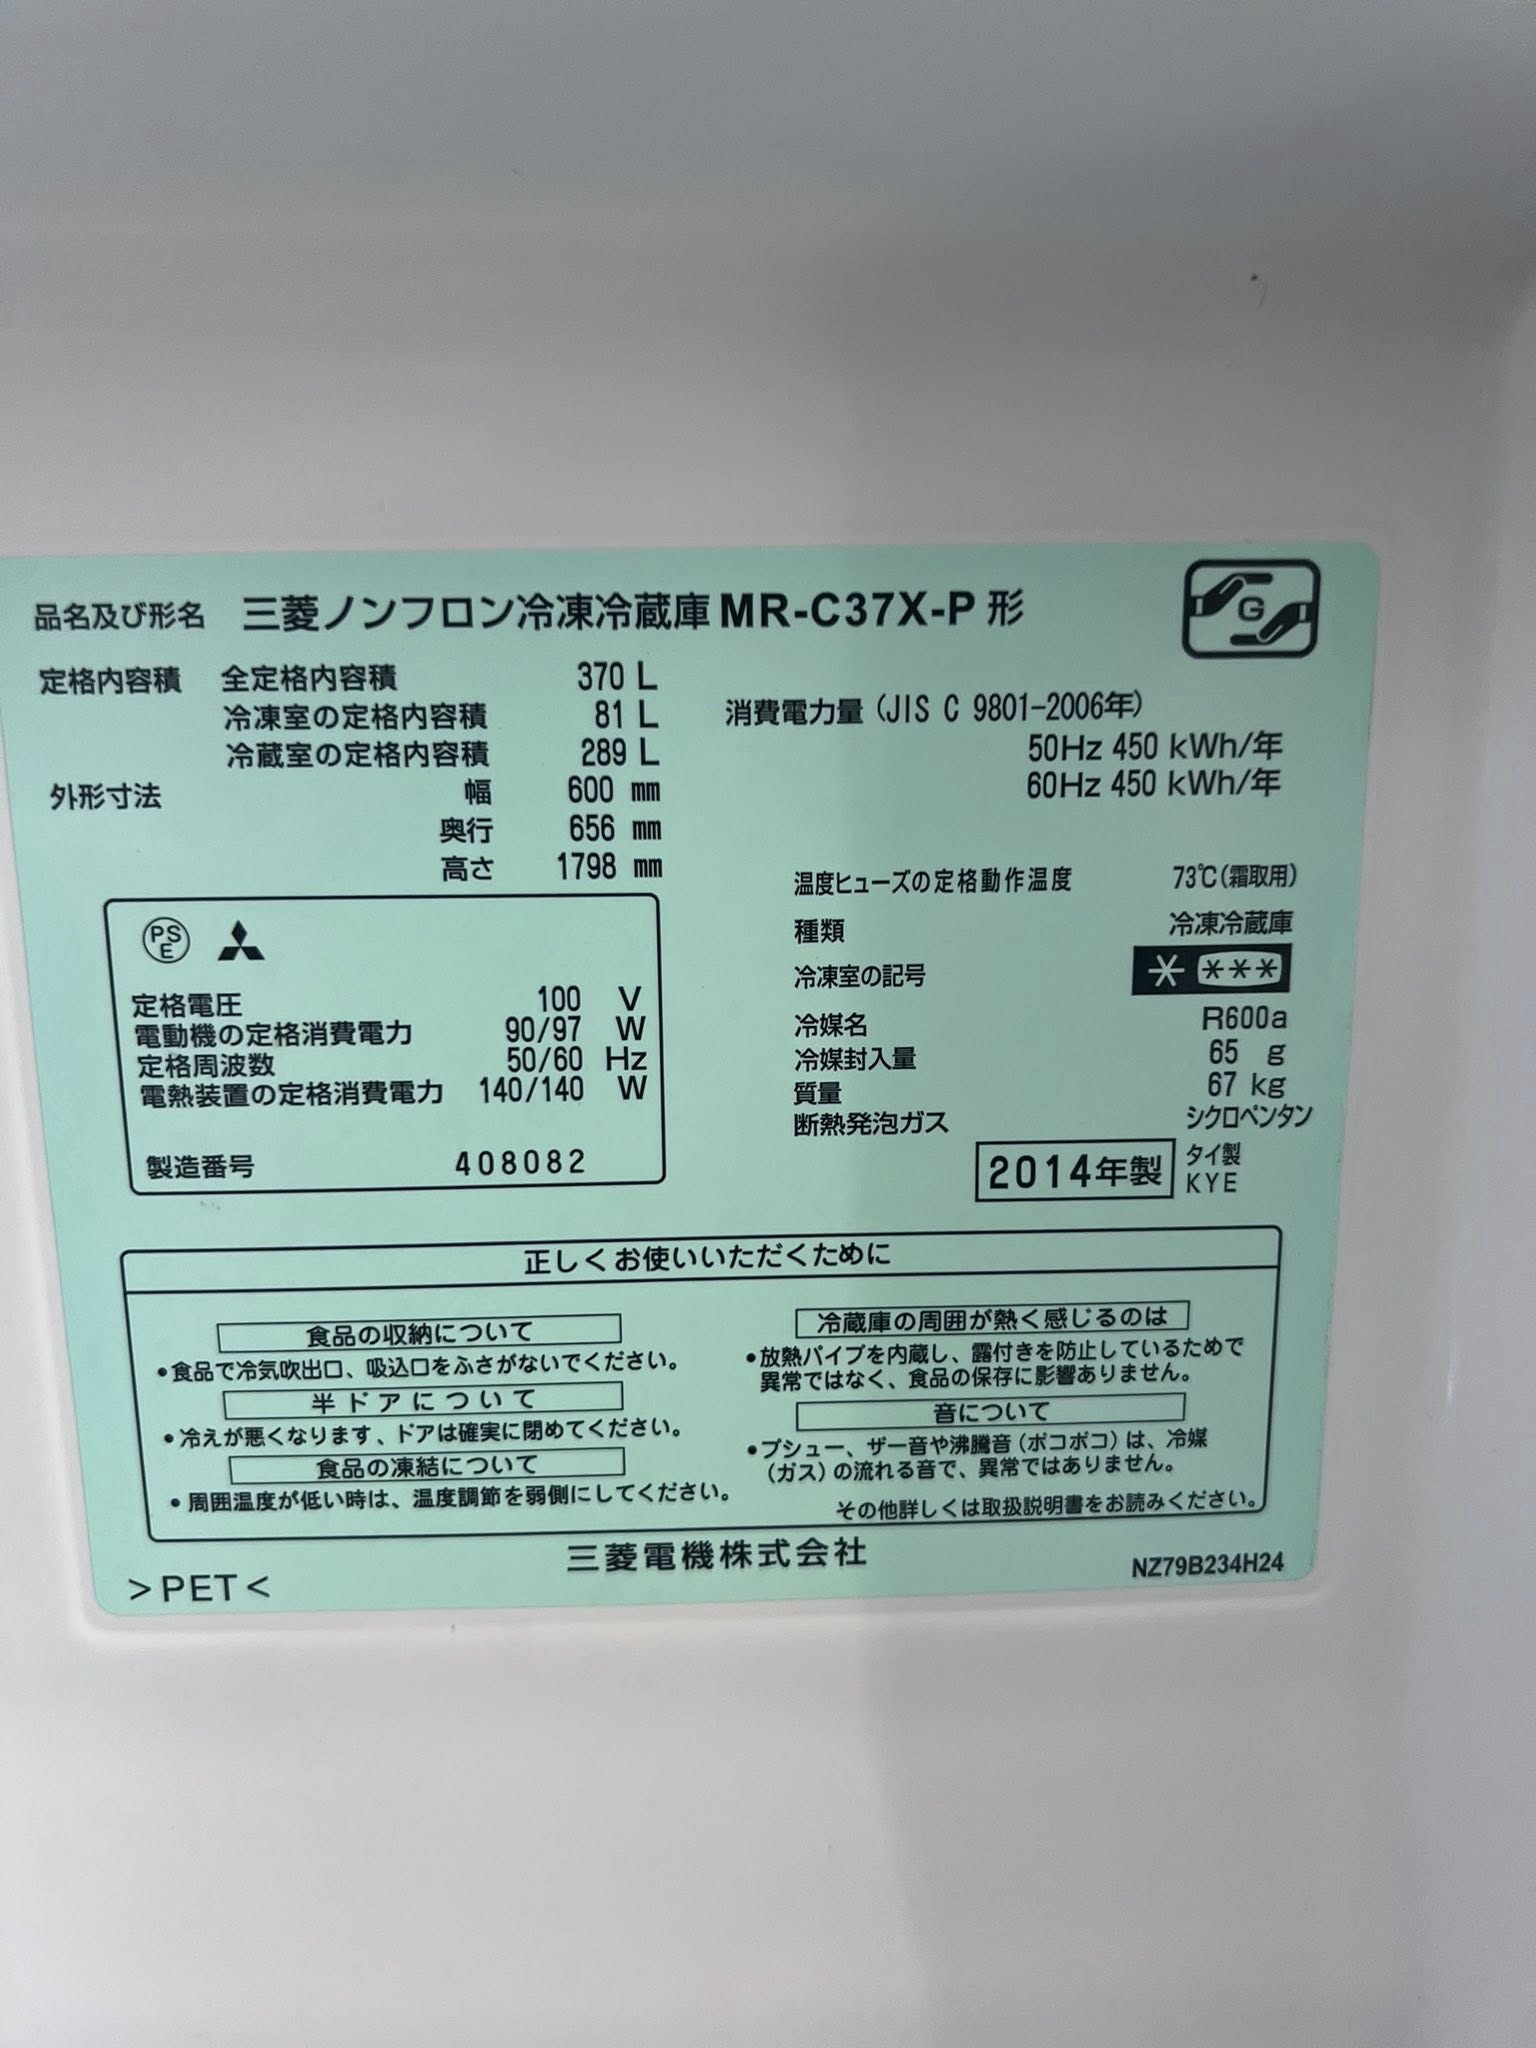 品名及び形名 三菱ノンフロン冷凍冷蔵庫 MR-C37X-P 形
G
定格内容積 全定格内容積 370 L
冷凍室の定格内容積 81 L
冷蔵室の定格内容積 289 L
外形寸法 幅 600 mm
奥行 656 mm
高さ 1798 mm
消費電力量 (JIS C 9801-2006年)
50Hz 450 kWh/年
60Hz 450 kWh/年
PSE
定格電圧 100 V
電動機の定格消費電力 90/97 W
定格周波数 50/60 Hz
電熱装置の定格消費電力 140/140 W
製造番号 408082
温度ヒューズの定格動作温度 73℃(霜取用)
種類 冷凍冷蔵庫
冷凍室の記号 * ***
冷媒名 R600a
冷媒封入量 65 g
質量 67 kg
断熱発泡ガス シクロペンタン
2014年製 タイ製
KYE
正しくお使いいただくために
食品の収納について
•食品で冷気吹出口、吸込口をふさがないでください。
半ドアについて
•冷えが悪くなります、ドアは確実に閉めてください。
食品の凍結について
•周囲温度が低い時は、温度調節を弱側にしてください。
冷蔵庫の周囲が熱く感じるのは
•放熱パイプを内蔵し、露付きを防止しているためで
異常ではなく、食品の保存に影響ありません。
音について
•プシュー、ザー音や沸騰音(ボコボコ)は、冷媒
(ガス)の流れる音で、異常ではありません。
その他詳しくは取扱説明書をお読みください。
三菱電機株式会社
>PET<
NZ79B234H24